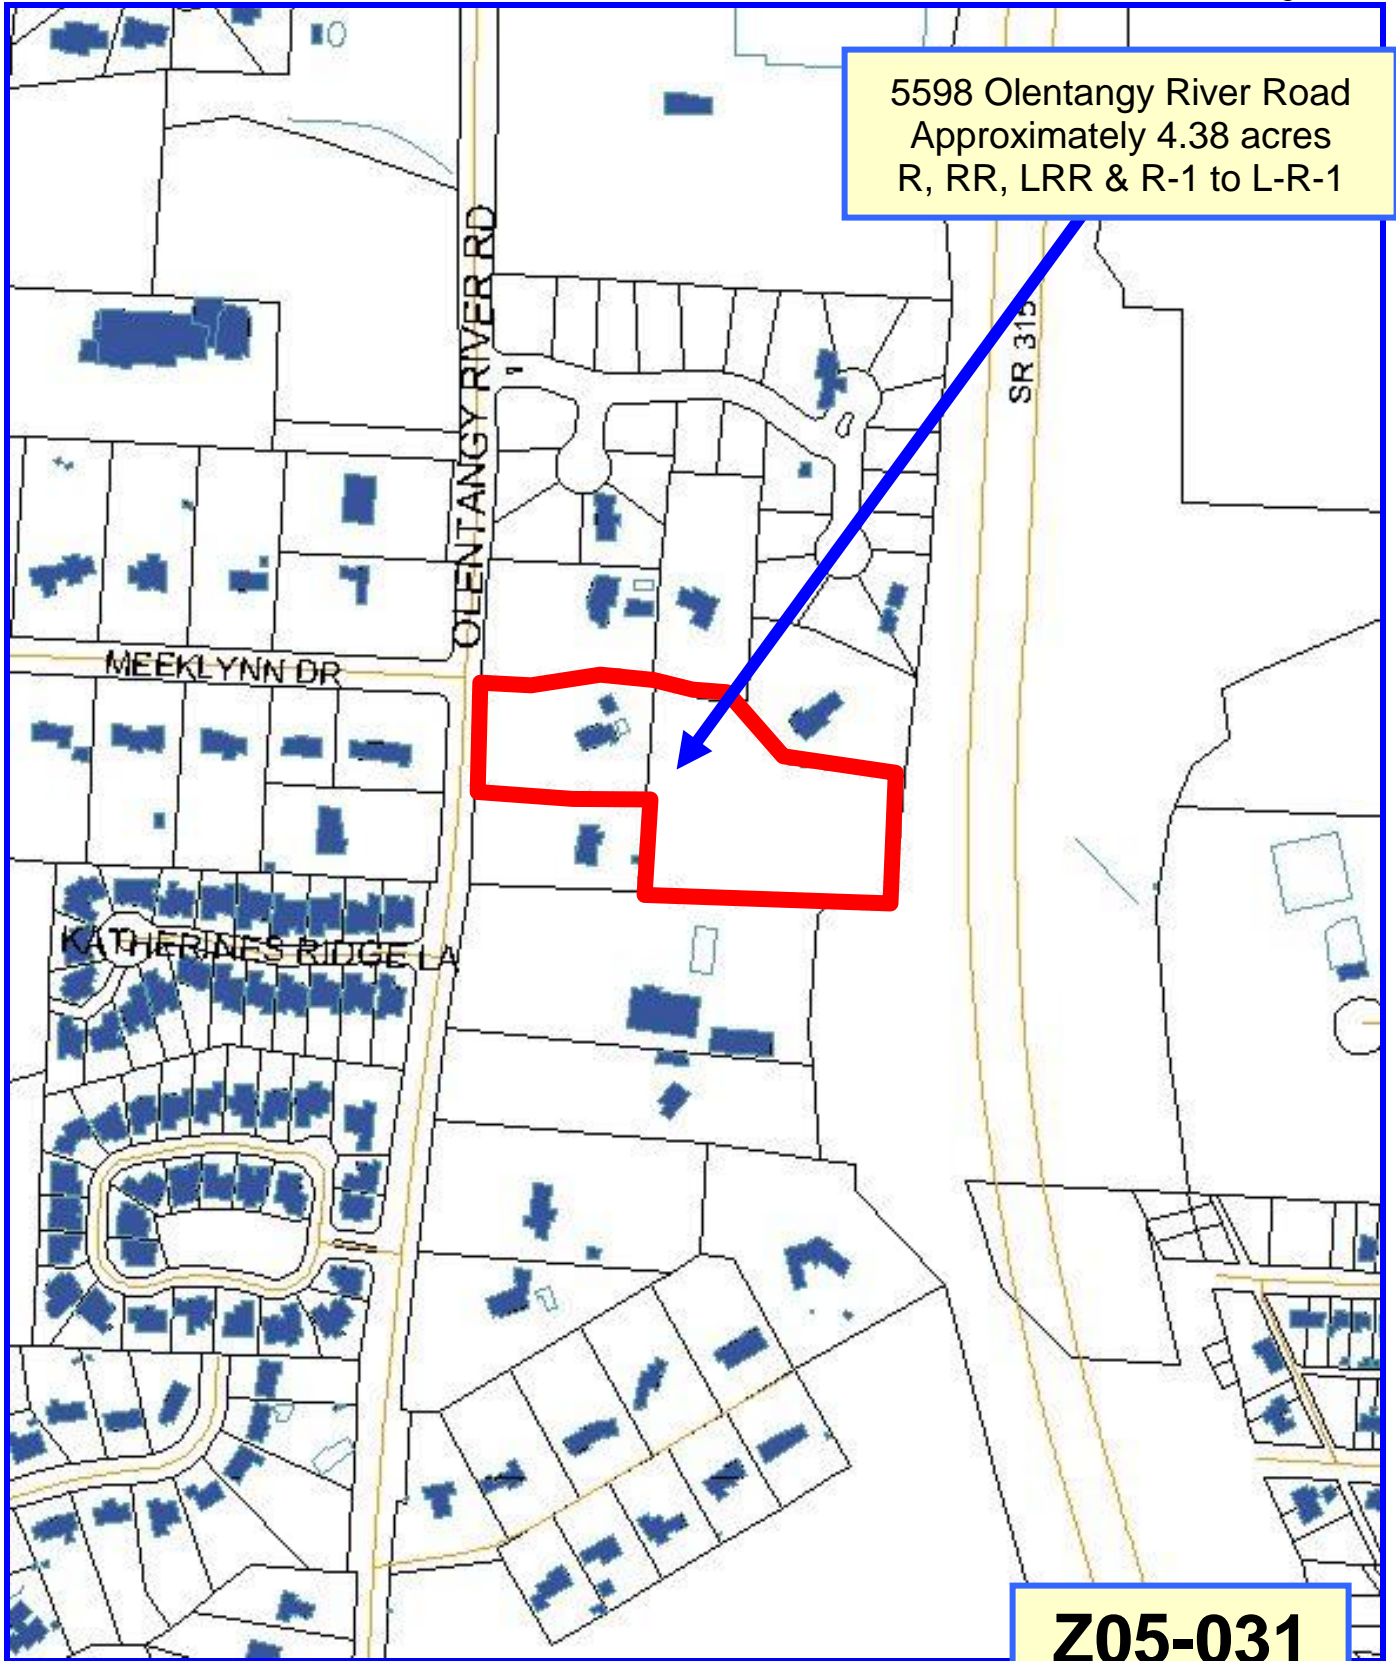 5598 Olentangy River Road
Approximately 4.38 acres
R, RR, LRR & R-1 to L-R-1
OLENTANGY RIVER RD
SR 315
MEEKLYNN DR
KATHERINES RIDGE LA
Z05-031